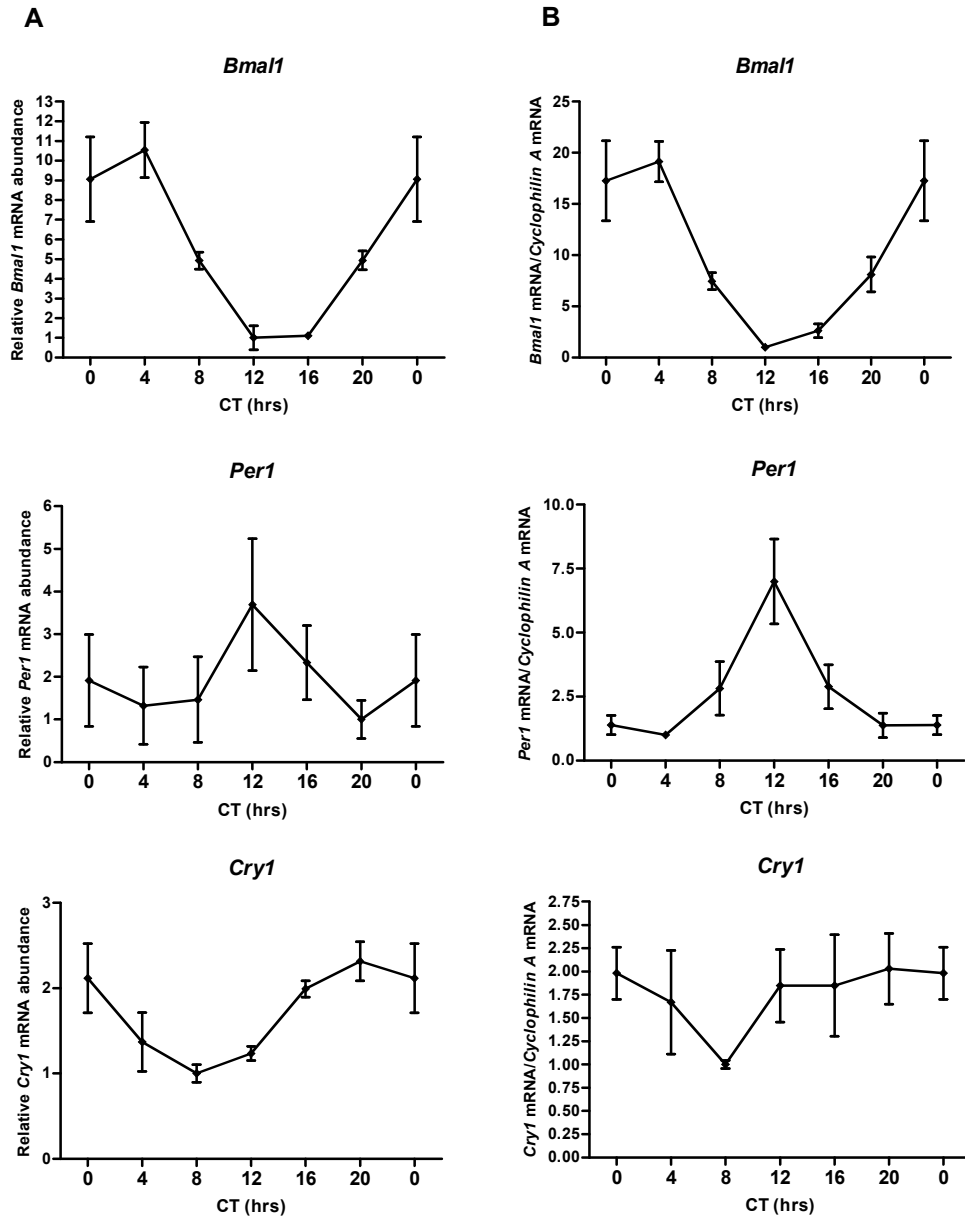 A
B
Bmal1
Relative Bmal1 mRNA abundance
13
12
11
10
9
8
7
6
5
4
3
2
1
0
0 4 8 12 16 20 0
CT (hrs)
Bmal1
Bmal1 mRNA/Cyclophilin A mRNA
25
20
15
10
5
0
0 4 8 12 16 20 0
CT (hrs)
Per1
Relative Per1 mRNA abundance
6
5
4
3
2
1
0
0 4 8 12 16 20 0
CT (hrs)
Per1
Per1 mRNA/Cyclophilin A mRNA
10.0
7.5
5.0
2.5
0.0
0 4 8 12 16 20 0
CT (hrs)
Cry1
Relative Cry1 mRNA abundance
3
2
1
0
0 4 8 12 16 20 0
CT (hrs)
Cry1
Cry1 mRNA/Cyclophilin A mRNA
2.75
2.50
2.25
2.00
1.75
1.50
1.25
1.00
0.75
0.50
0.25
0.00
0 4 8 12 16 20 0
CT (hrs)